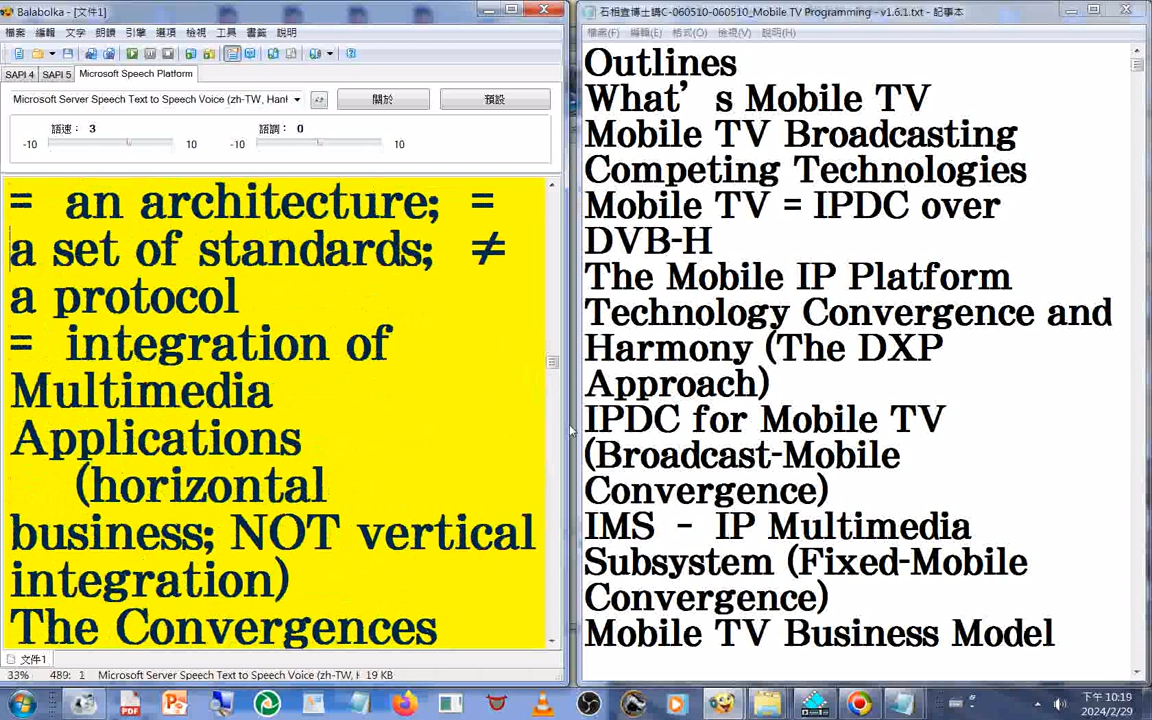 Balabolka - [文件1]
檔案 編輯 文字 朗讀 引擎 選項 檢視 工具 書籤 說明
SAPI 4 SAPI 5 Microsoft Speech Platform
Microsoft Server Speech Text to Speech Voice (zh-TW, Han
關於 預設
語速： 3 語調： 0
-10 10 -10 10
= an architecture; =
a set of standards; ≠
a protocol
= integration of
Multimedia
Applications
(horizontal
business; NOT vertical
integration)
The Convergences
文件1
33% 489: 1 Microsoft Server Speech Text to Speech Voice (zh-TW, H 19 KB
石相宜博士講C-060510-060510_Mobile TV Programming - v1.6.1.txt - 記事本
檔案(F) 編輯(E) 格式(O) 檢視(V) 說明(H)
Outlines
What’s Mobile TV
Mobile TV Broadcasting
Competing Technologies
Mobile TV = IPDC over
DVB-H
The Mobile IP Platform
Technology Convergence and
Harmony (The DXP
Approach)
IPDC for Mobile TV
(Broadcast-Mobile
Convergence)
IMS – IP Multimedia
Subsystem (Fixed-Mobile
Convergence)
Mobile TV Business Model
下午 10:19
2024/2/29